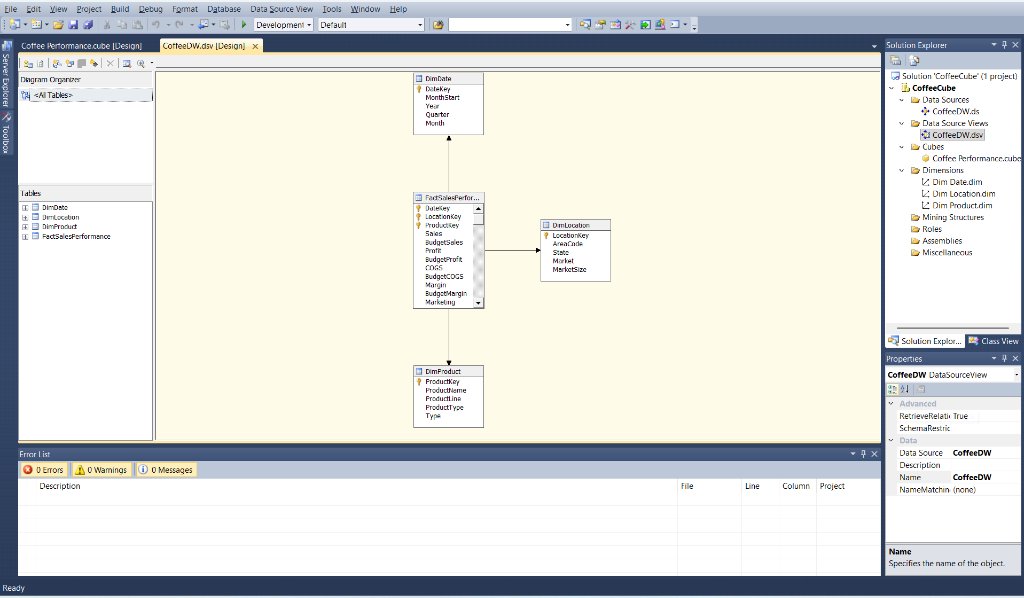 File Edit View Project Build Debug Format Database Data Source View Tools Window Help
Development Default
Coffee Performance.cube [Design] CoffeeDW.dsv [Design]
Server Explorer
Toolbox
Diagram Organizer
<All Tables>
Tables
DimDate
DimLocation
DimProduct
FactSalesPerformance
DimDate
DateKey
MonthStart
Year
Quarter
Month
FactSalesPerfor...
DateKey
LocationKey
ProductKey
Sales
BudgetSales
Profit
BudgetProfit
COGS
BudgetCOGS
Margin
BudgetMargin
Marketing
DimLocation
LocationKey
AreaCode
State
Market
MarketSize
DimProduct
ProductKey
ProductName
ProductLine
ProductType
Type
Solution Explorer
Solution 'CoffeeCube' (1 project)
CoffeeCube
Data Sources
CoffeeDW.ds
Data Source Views
CoffeeDW.dsv
Cubes
Coffee Performance.cube
Dimensions
Dim Date.dim
Dim Location.dim
Dim Product.dim
Mining Structures
Roles
Assemblies
Miscellaneous
Solution Explor... Class View
Properties
CoffeeDW DataSourceView
Advanced
RetrieveRelati True
SchemaRestric
Data
Data Source CoffeeDW
Description
Name CoffeeDW
NameMatchin (none)
Name
Specifies the name of the object.
Error List
0 Errors 0 Warnings 0 Messages
Description File Line Column Project
Ready